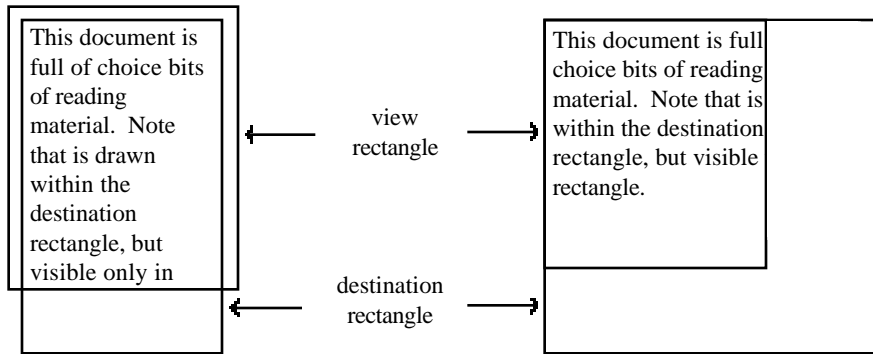 This document is
full of choice bits
of reading
material. Note
that is drawn
within the
destination
rectangle, but
visible only in
view
rectangle
destination
rectangle
This document is full
choice bits of reading
material. Note that is
within the destination
rectangle, but visible
rectangle.